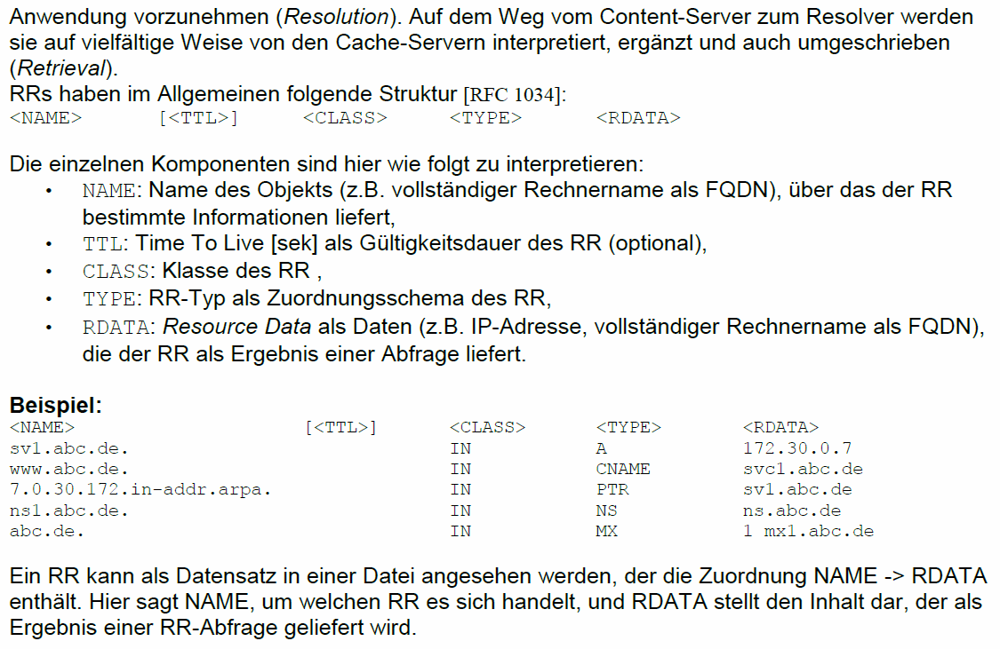 Anwendung vorzunehmen (Resolution). Auf dem Weg vom Content-Server zum Resolver werden
sie auf vielfältige Weise von den Cache-Servern interpretiert, ergänzt und auch umgeschrieben
(Retrieval).
RRs haben im Allgemeinen folgende Struktur [RFC 1034]:
<NAME> [<TTL>] <CLASS> <TYPE> <RDATA>
Die einzelnen Komponenten sind hier wie folgt zu interpretieren:
• NAME: Name des Objekts (z.B. vollständiger Rechnername als FQDN), über das der RR
bestimmte Informationen liefert,
• TTL: Time To Live [sek] als Gültigkeitsdauer des RR (optional),
• CLASS: Klasse des RR ,
• TYPE: RR-Typ als Zuordnungsschema des RR,
• RDATA: Resource Data als Daten (z.B. IP-Adresse, vollständiger Rechnername als FQDN),
die der RR als Ergebnis einer Abfrage liefert.
Beispiel:
<NAME> [<TTL>] <CLASS> <TYPE> <RDATA>
sv1.abc.de. IN A 172.30.0.7
www.abc.de. IN CNAME svc1.abc.de
7.0.30.172.in-addr.arpa. IN PTR sv1.abc.de
ns1.abc.de. IN NS ns.abc.de
abc.de. IN MX 1 mx1.abc.de
Ein RR kann als Datensatz in einer Datei angesehen werden, der die Zuordnung NAME -> RDATA
enthält. Hier sagt NAME, um welchen RR es sich handelt, und RDATA stellt den Inhalt dar, der als
Ergebnis einer RR-Abfrage geliefert wird.